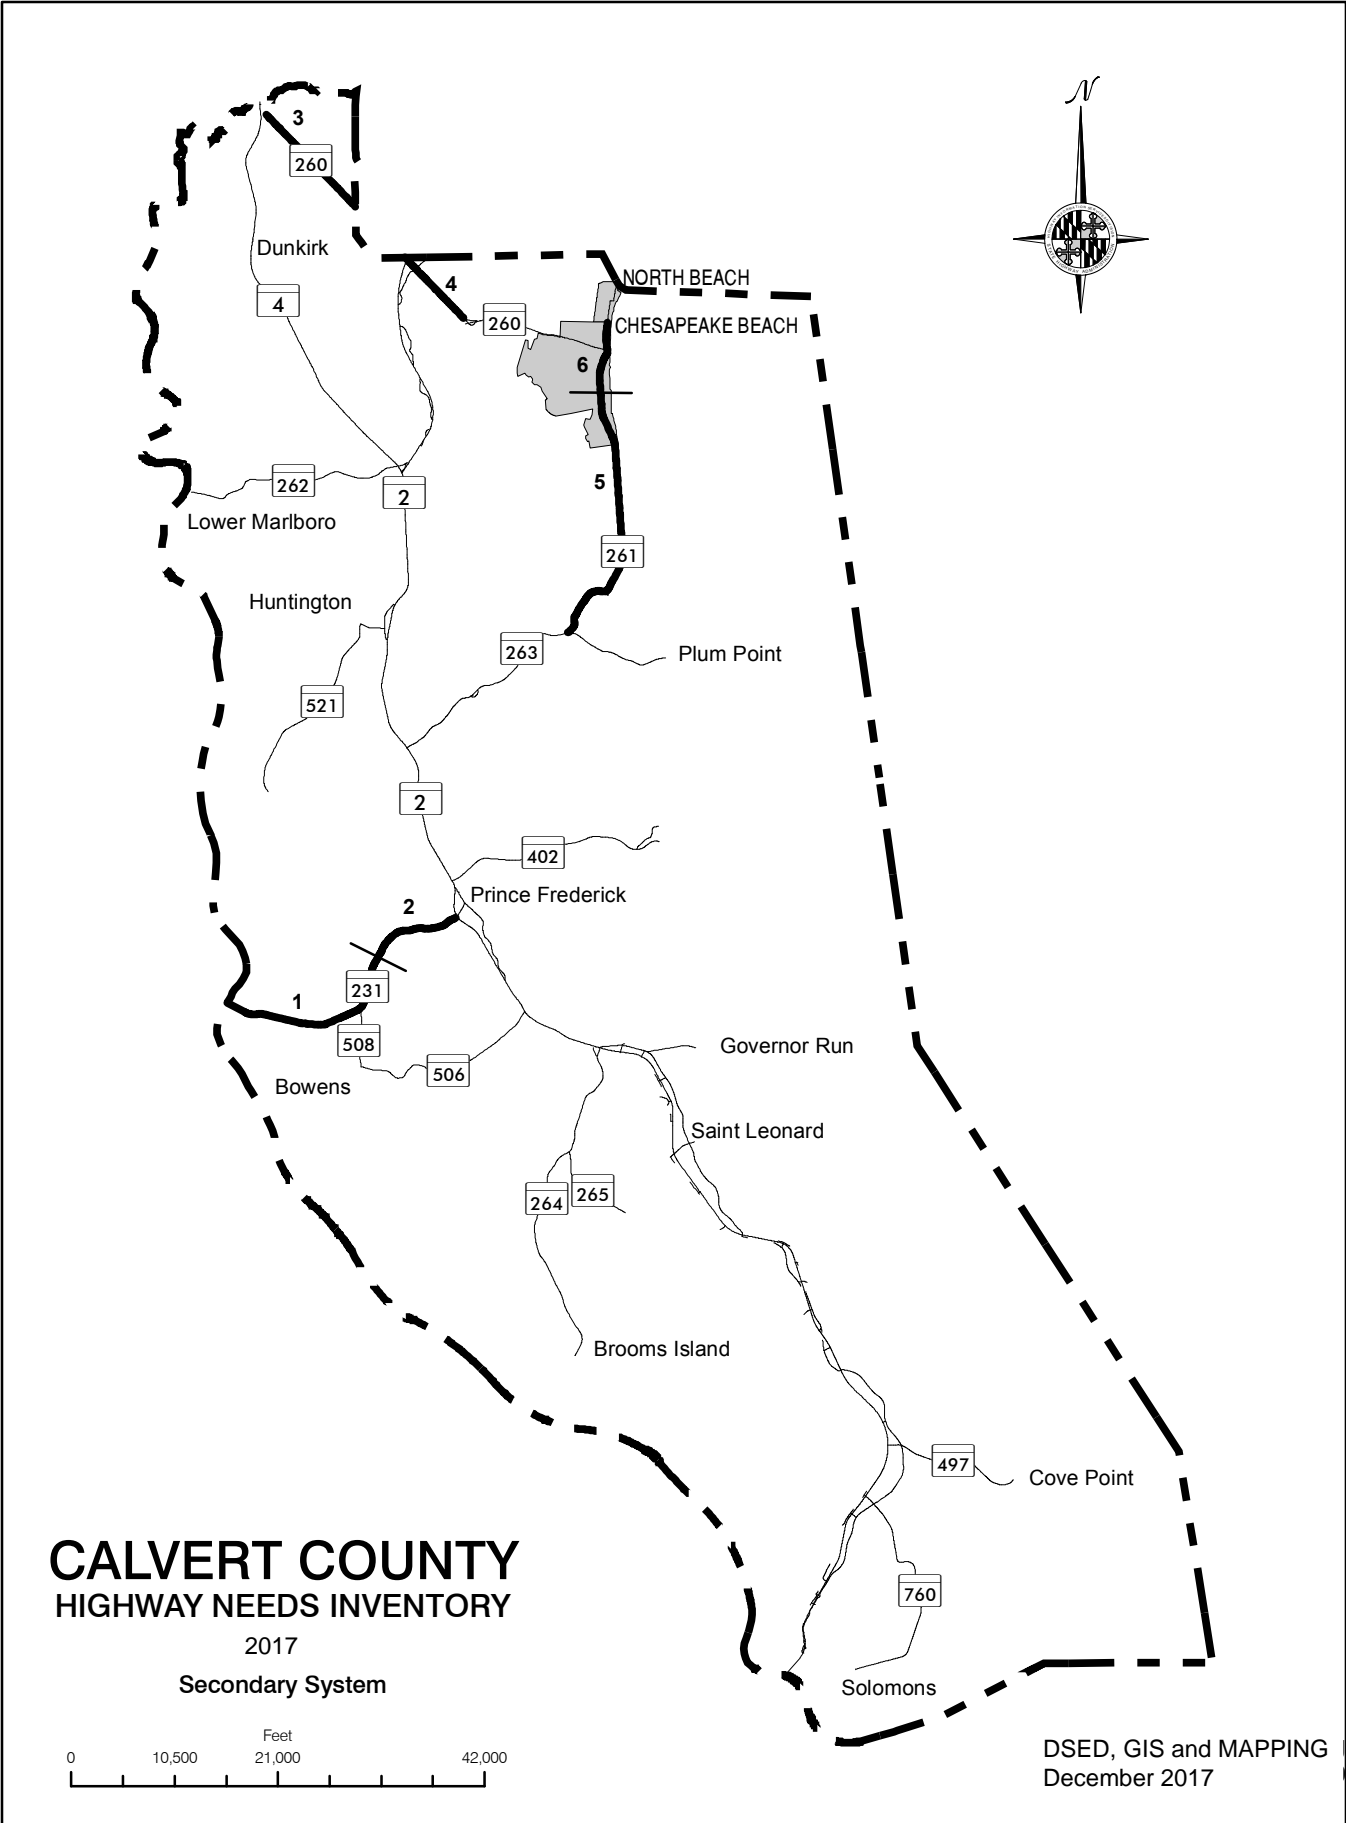 N
3
260
Dunkirk
4
4
NORTH BEACH
260
CHESAPEAKE BEACH
6
262
2
5
Lower Marlboro
261
Huntington
263
Plum Point
521
2
402
Prince Frederick
2
231
1
508
Governor Run
506
Bowens
Saint Leonard
264
265
Brooms Island
497
Cove Point
CALVERT COUNTY
HIGHWAY NEEDS INVENTORY
760
2017
Secondary System
Solomons
Feet
0 10,500 21,000 42,000
DSED, GIS and MAPPING
December 2017